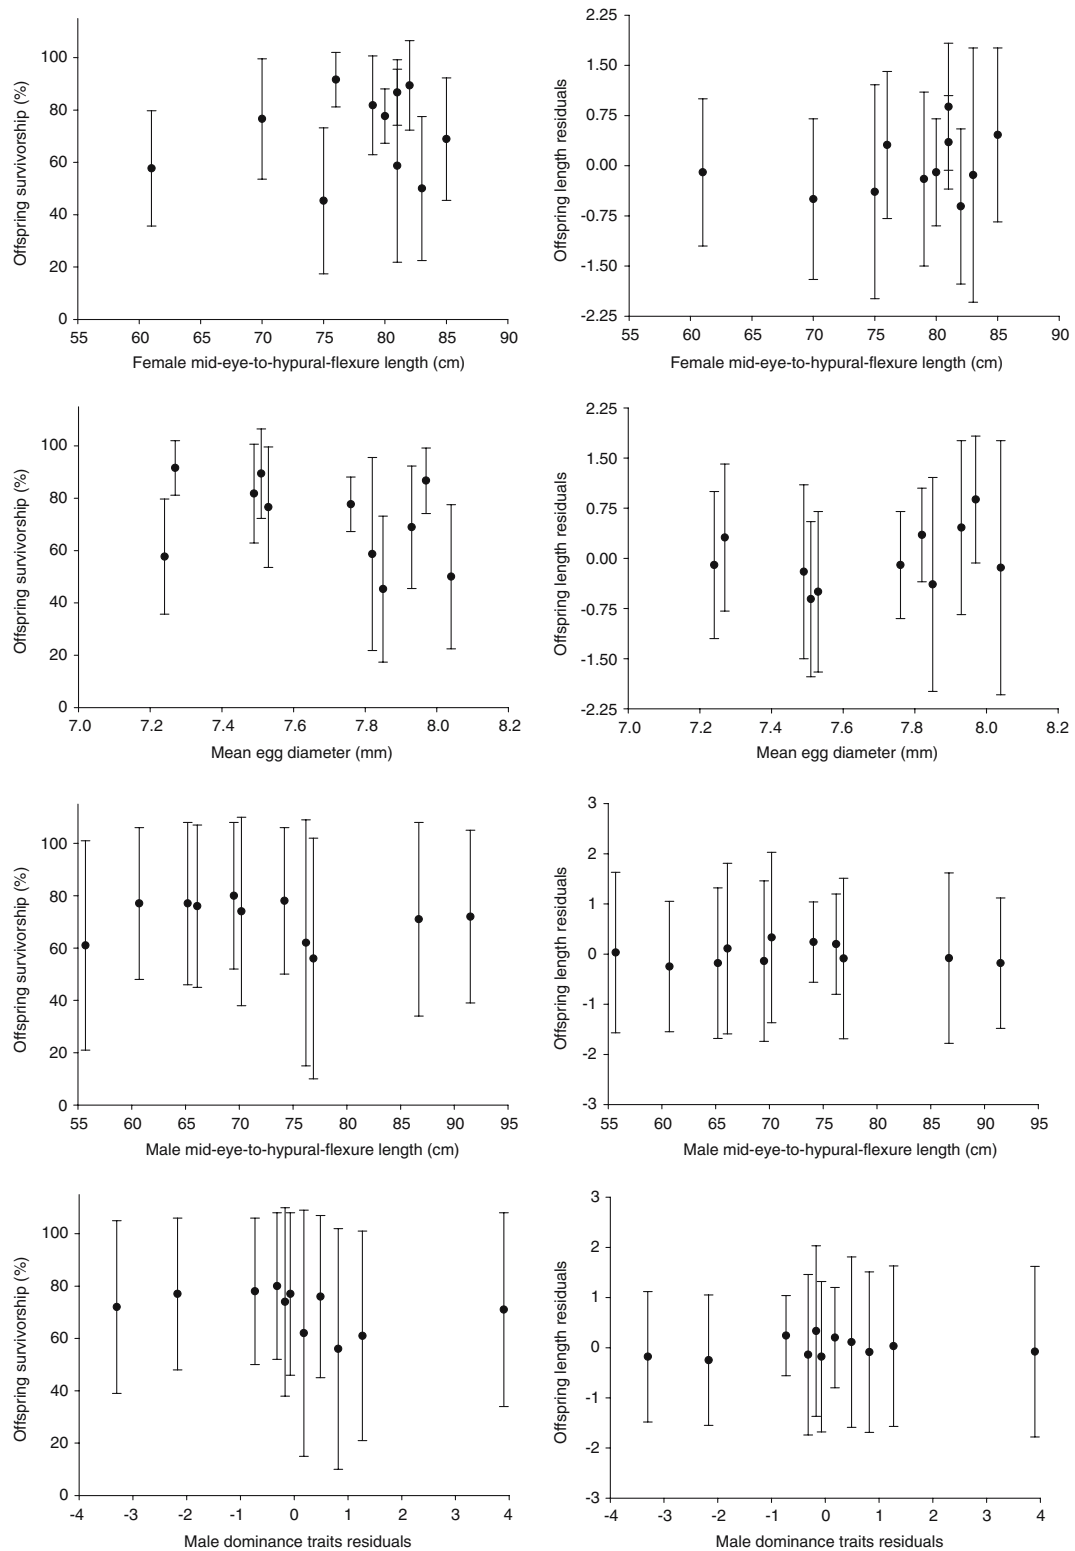 Offspring survivorship (%)
100
80
60
40
20
0
55 60 65 70 75 80 85 90
Female mid-eye-to-hypural-flexure length (cm)
Offspring length residuals
2.25
1.50
0.75
0.00
-0.75
-1.50
-2.25
55 60 65 70 75 80 85 90
Female mid-eye-to-hypural-flexure length (cm)
Offspring survivorship (%)
100
80
60
40
20
0
7.0 7.2 7.4 7.6 7.8 8.0 8.2
Mean egg diameter (mm)
Offspring length residuals
2.25
1.50
0.75
0.00
-0.75
-1.50
-2.25
7.0 7.2 7.4 7.6 7.8 8.0 8.2
Mean egg diameter (mm)
Offspring survivorship (%)
100
80
60
40
20
0
55 60 65 70 75 80 85 90 95
Male mid-eye-to-hypural-flexure length (cm)
Offspring length residuals
3
2
1
0
-1
-2
-3
55 60 65 70 75 80 85 90 95
Male mid-eye-to-hypural-flexure length (cm)
Offspring survivorship (%)
100
80
60
40
20
0
-4 -3 -2 -1 0 1 2 3 4
Male dominance traits residuals
Offspring length residuals
3
2
1
0
-1
-2
-3
-4 -3 -2 -1 0 1 2 3 4
Male dominance traits residuals